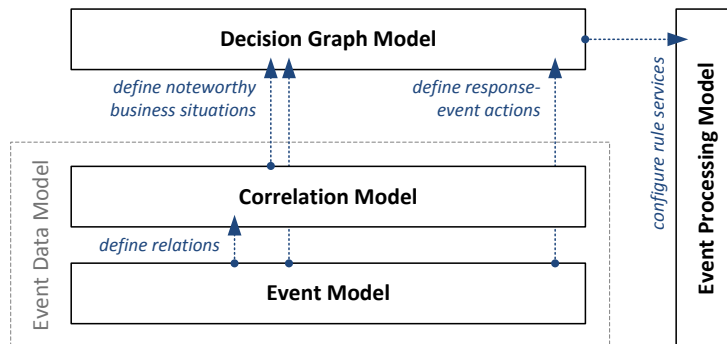 Decision Graph Model
define noteworthy
business situations
define response-
event actions
configure rule services
Event Processing Model
Event Data Model
Correlation Model
define relations
Event Model